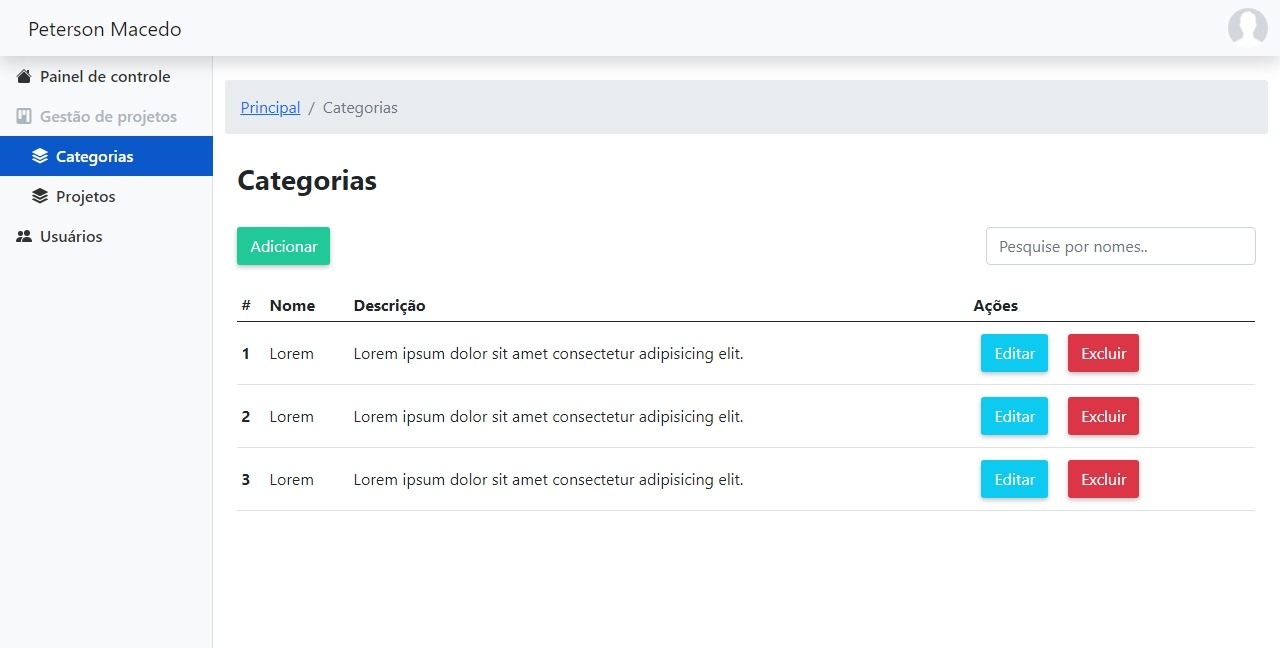 Peterson Macedo
Painel de controle
Gestão de projetos
Categorias
Projetos
Usuários
Principal / Categorias
Categorias
Adicionar
Pesquise por nomes..
# Nome Descrição Ações
1 Lorem Lorem ipsum dolor sit amet consectetur adipisicing elit. Editar Excluir
2 Lorem Lorem ipsum dolor sit amet consectetur adipisicing elit. Editar Excluir
3 Lorem Lorem ipsum dolor sit amet consectetur adipisicing elit. Editar Excluir